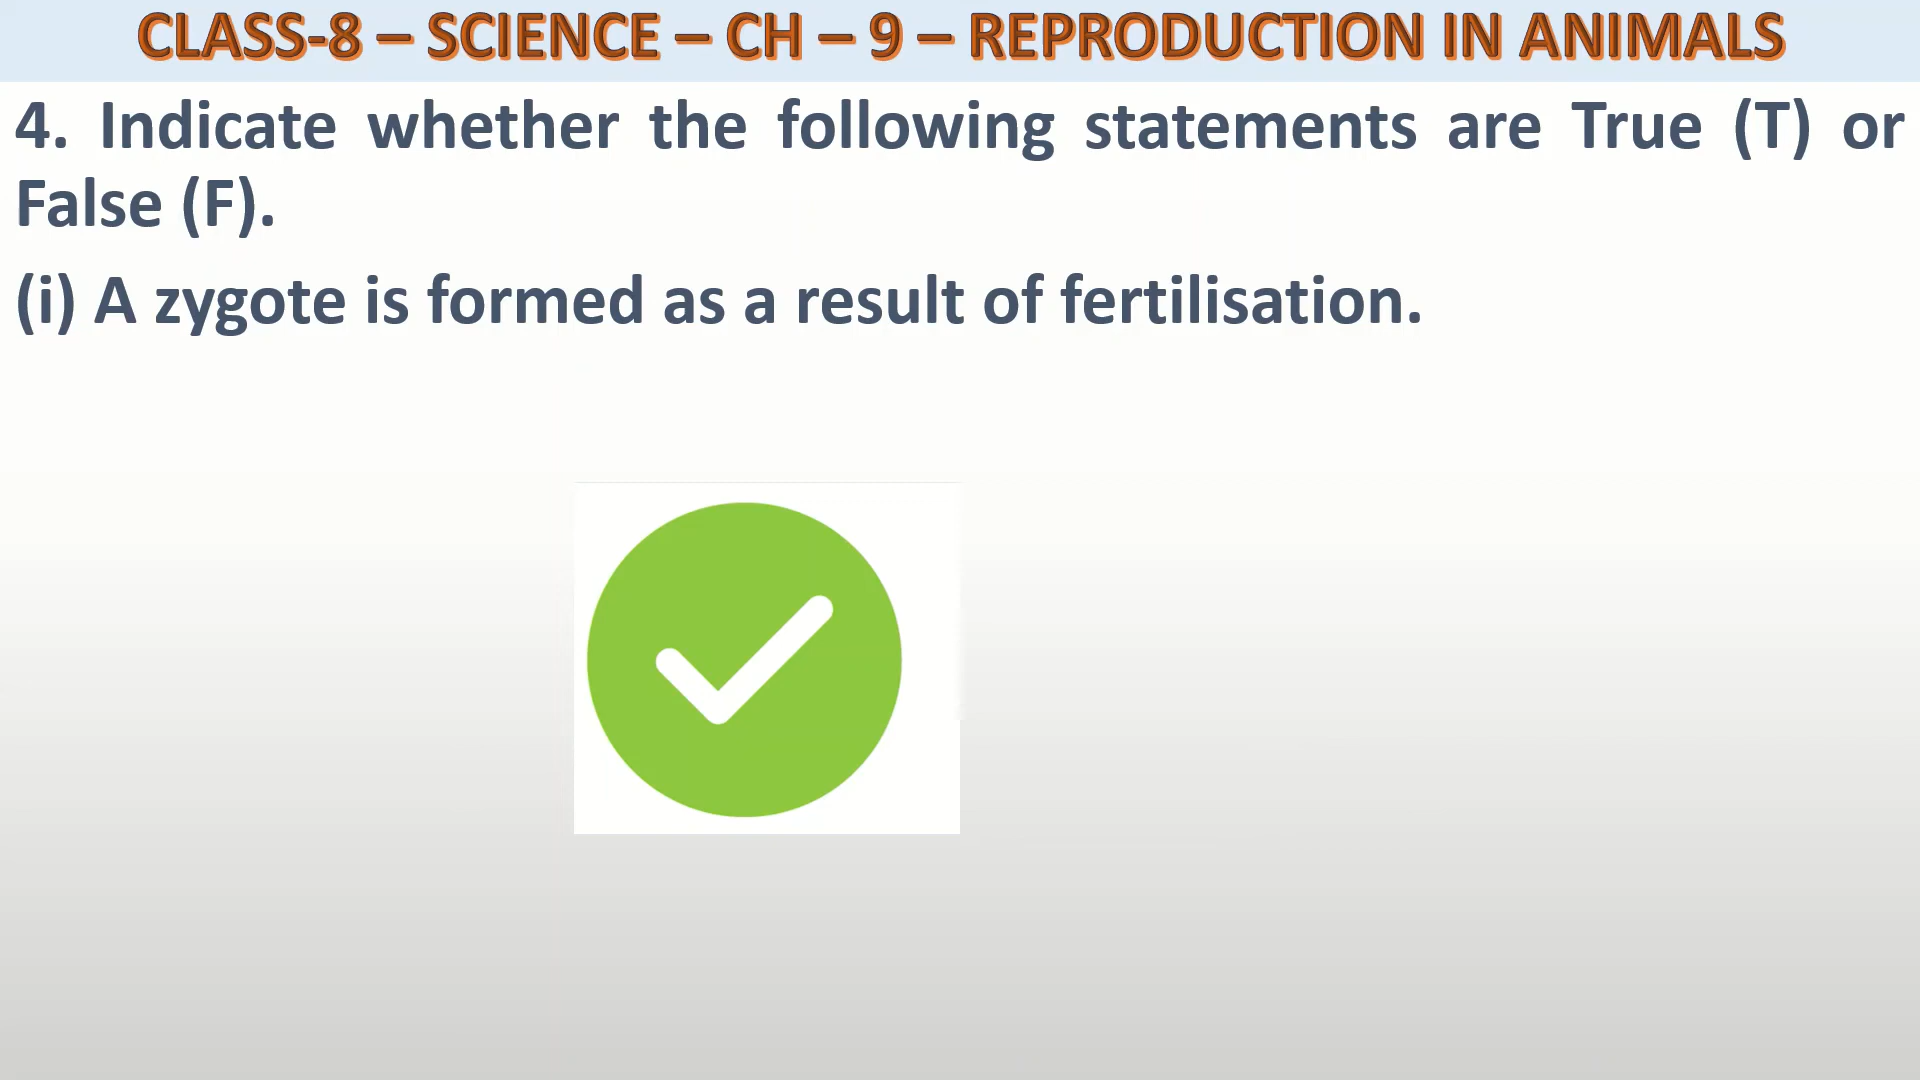 CLASS-8 – SCIENCE – CH – 9 – REPRODUCTION IN ANIMALS
4. Indicate whether the following statements are True (T) or
False (F).
(i) A zygote is formed as a result of fertilisation.